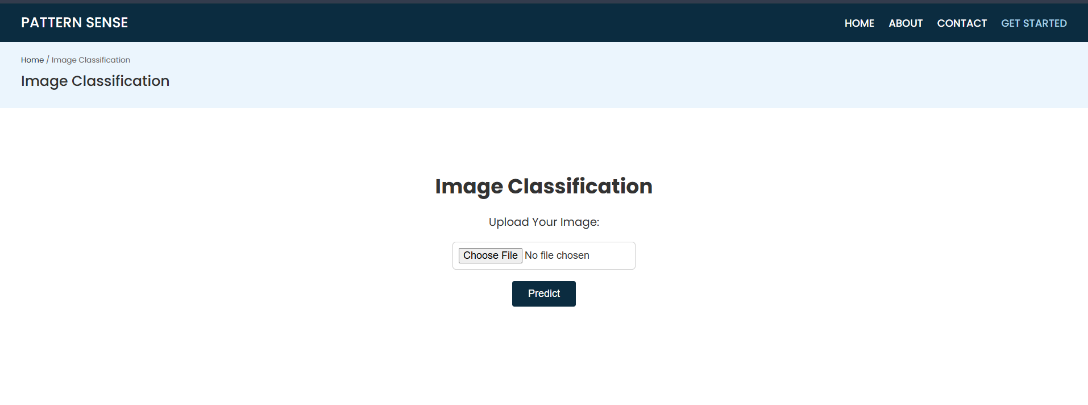 PATTERN SENSE HOME ABOUT CONTACT GET STARTED
Home / Image Classification
Image Classification
Image Classification
Upload Your Image:
Choose File No file chosen
Predict